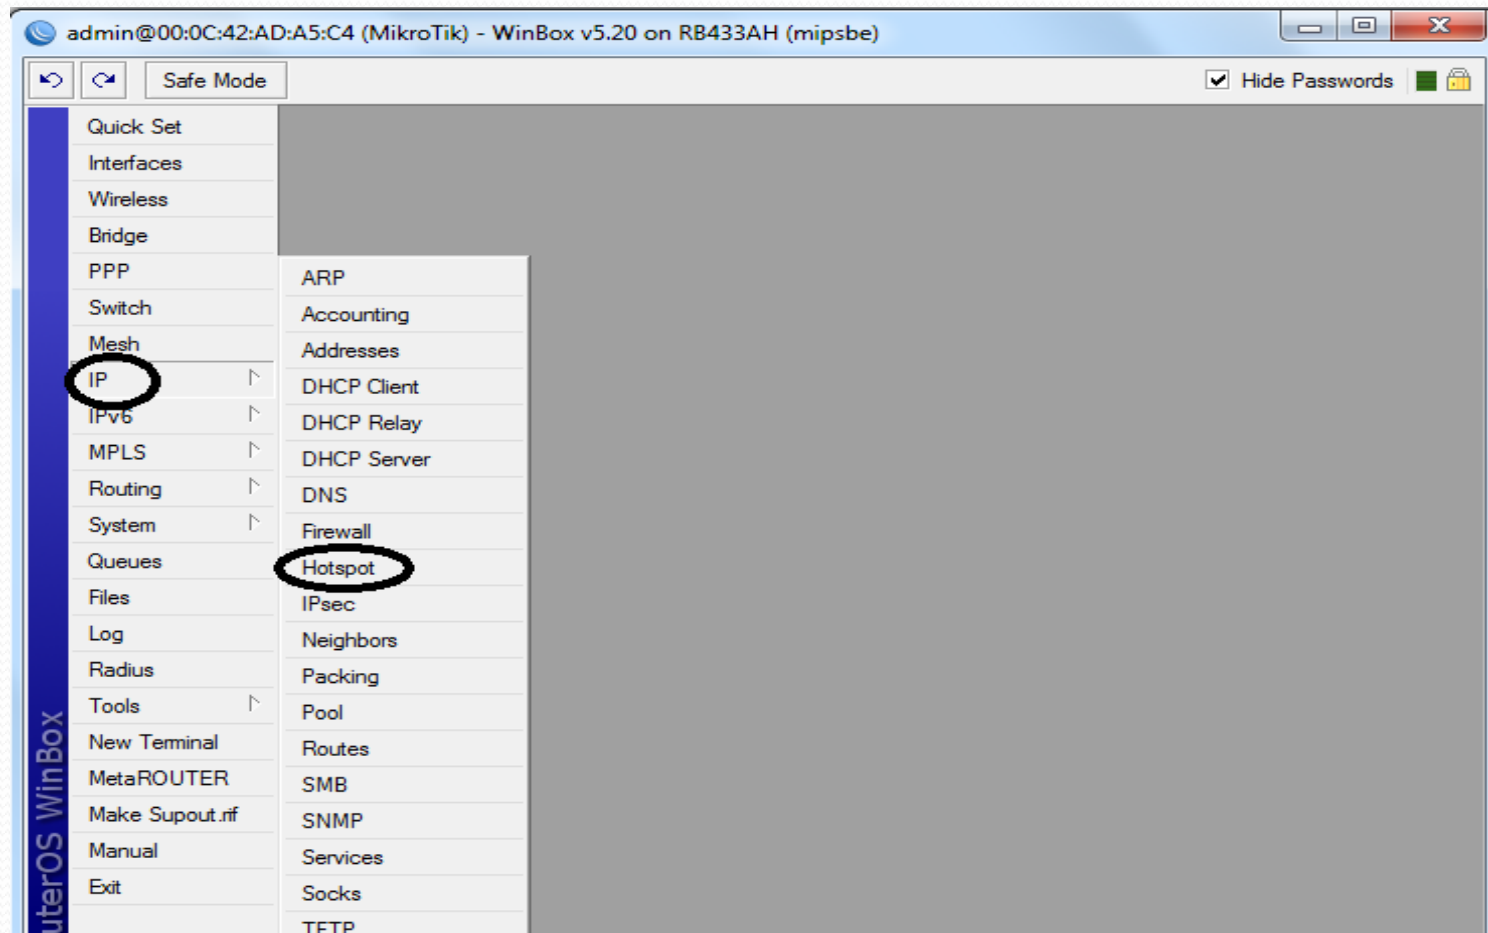 admin@00:0C:42:AD:A5:C4 (MikroTik) - WinBox v5.20 on RB433AH (mipsbe)
Safe Mode
Hide Passwords
Quick Set
Interfaces
Wireless
Bridge
PPP
Switch
Mesh
IP
IPv6
MPLS
Routing
System
Queues
Files
Log
Radius
Tools
New Terminal
MetaROUTER
Make Supout.rif
Manual
Exit
ARP
Accounting
Addresses
DHCP Client
DHCP Relay
DHCP Server
DNS
Firewall
Hotspot
IPsec
Neighbors
Packing
Pool
Routes
SMB
SNMP
Services
Socks
TFTP
uterOS WinBox